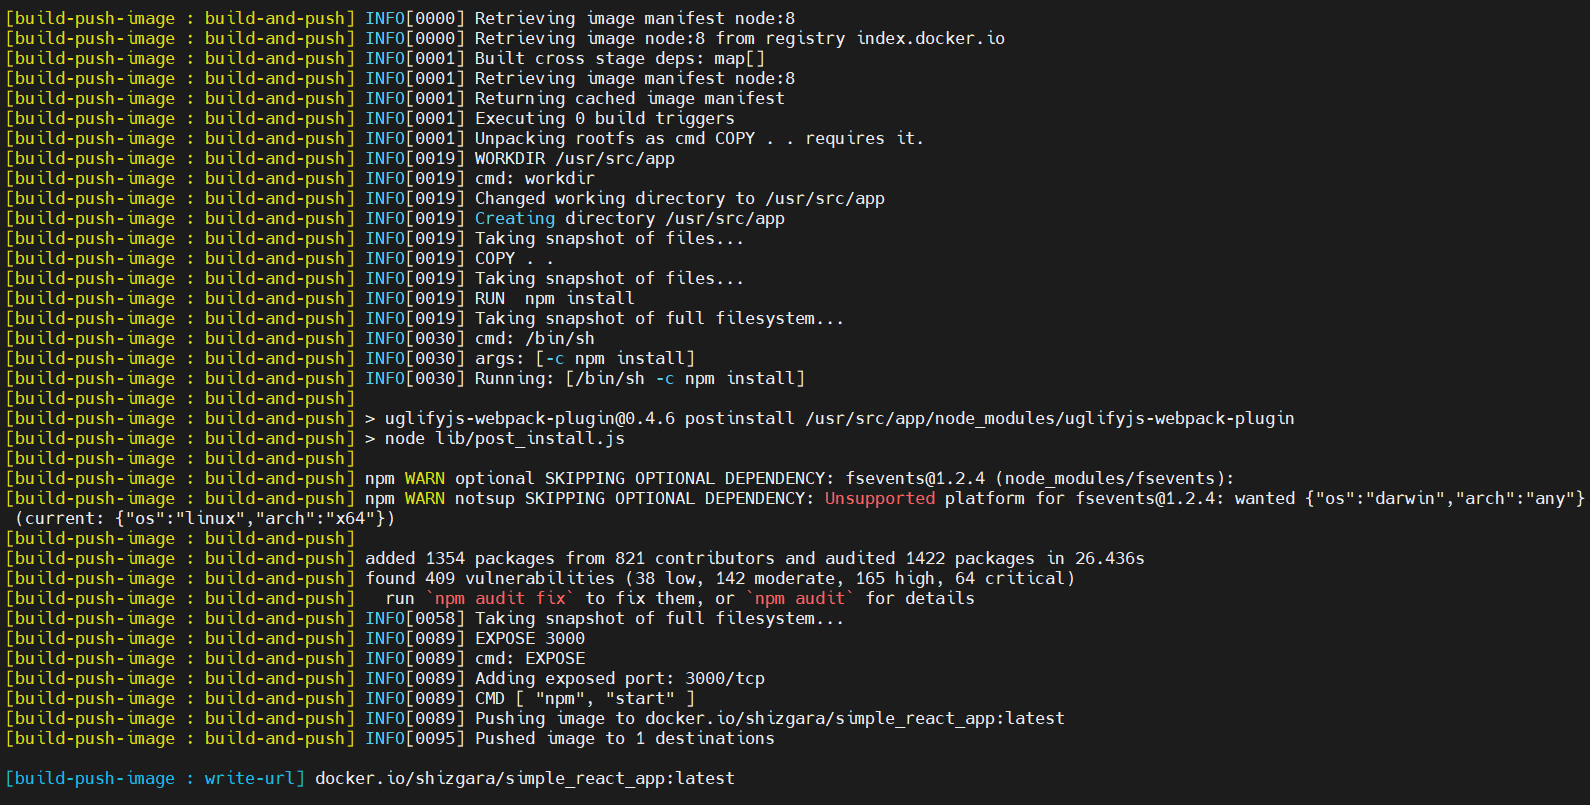 [build-push-image : build-and-push] INFO[0000] Retrieving image manifest node:8
[build-push-image : build-and-push] INFO[0000] Retrieving image node:8 from registry index.docker.io
[build-push-image : build-and-push] INFO[0001] Built cross stage deps: map[]
[build-push-image : build-and-push] INFO[0001] Retrieving image manifest node:8
[build-push-image : build-and-push] INFO[0001] Returning cached image manifest
[build-push-image : build-and-push] INFO[0001] Executing 0 build triggers
[build-push-image : build-and-push] INFO[0001] Unpacking rootfs as cmd COPY . . requires it.
[build-push-image : build-and-push] INFO[0019] WORKDIR /usr/src/app
[build-push-image : build-and-push] INFO[0019] cmd: workdir
[build-push-image : build-and-push] INFO[0019] Changed working directory to /usr/src/app
[build-push-image : build-and-push] INFO[0019] Creating directory /usr/src/app
[build-push-image : build-and-push] INFO[0019] Taking snapshot of files...
[build-push-image : build-and-push] INFO[0019] COPY . .
[build-push-image : build-and-push] INFO[0019] Taking snapshot of files...
[build-push-image : build-and-push] INFO[0019] RUN  npm install
[build-push-image : build-and-push] INFO[0019] Taking snapshot of full filesystem...
[build-push-image : build-and-push] INFO[0030] cmd: /bin/sh
[build-push-image : build-and-push] INFO[0030] args: [-c npm install]
[build-push-image : build-and-push] INFO[0030] Running: [/bin/sh -c npm install]
[build-push-image : build-and-push]
[build-push-image : build-and-push] > uglifyjs-webpack-plugin@0.4.6 postinstall /usr/src/app/node_modules/uglifyjs-webpack-plugin
[build-push-image : build-and-push] > node lib/post_install.js
[build-push-image : build-and-push]
[build-push-image : build-and-push] npm WARN optional SKIPPING OPTIONAL DEPENDENCY: fsevents@1.2.4 (node_modules/fsevents):
[build-push-image : build-and-push] npm WARN notsup SKIPPING OPTIONAL DEPENDENCY: Unsupported platform for fsevents@1.2.4: wanted {"os":"darwin","arch":"any"}
(current: {"os":"linux","arch":"x64"})
[build-push-image : build-and-push]
[build-push-image : build-and-push] added 1354 packages from 821 contributors and audited 1422 packages in 26.436s
[build-push-image : build-and-push] found 409 vulnerabilities (38 low, 142 moderate, 165 high, 64 critical)
[build-push-image : build-and-push]   run `npm audit fix` to fix them, or `npm audit` for details
[build-push-image : build-and-push] INFO[0058] Taking snapshot of full filesystem...
[build-push-image : build-and-push] INFO[0089] EXPOSE 3000
[build-push-image : build-and-push] INFO[0089] cmd: EXPOSE
[build-push-image : build-and-push] INFO[0089] Adding exposed port: 3000/tcp
[build-push-image : build-and-push] INFO[0089] CMD [ "npm", "start" ]
[build-push-image : build-and-push] INFO[0089] Pushing image to docker.io/shizgara/simple_react_app:latest
[build-push-image : build-and-push] INFO[0095] Pushed image to 1 destinations
[build-push-image : write-url] docker.io/shizgara/simple_react_app:latest